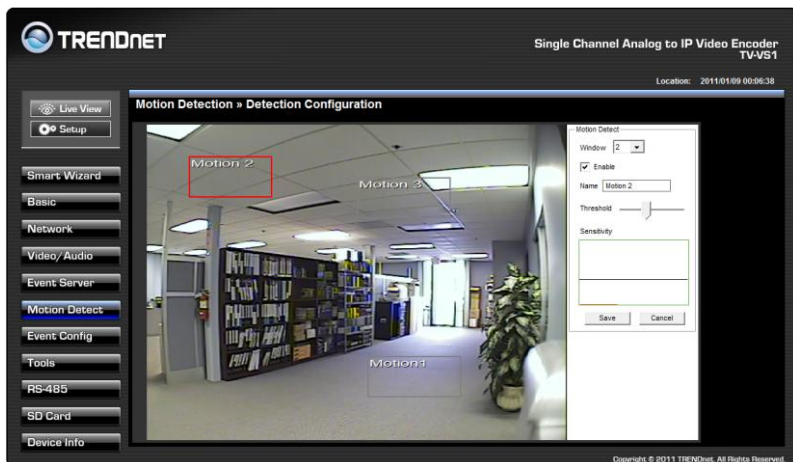 TRENDNET
Single Channel Analog to IP Video Encoder
TV-VS1
Location: 2011/01/09 00:06:38
Live View
Setup
Smart Wizard
Basic
Network
Video/Audio
Event Server
Motion Detect
Event Config
Tools
RS-485
SD Card
Device Info
Motion Detection » Detection Configuration
Motion 2
Motion 3
Motion1
Motion Detect
Window 2
Enable
Name Motion 2
Threshold
Sensitivity
Save Cancel
Copyright © 2011 TRENDnet. All Rights Reserved.